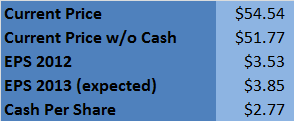 Current Price $54.54
Current Price w/o Cash $51.77
EPS 2012 $3.53
EPS 2013 (expected) $3.85
Cash Per Share $2.77